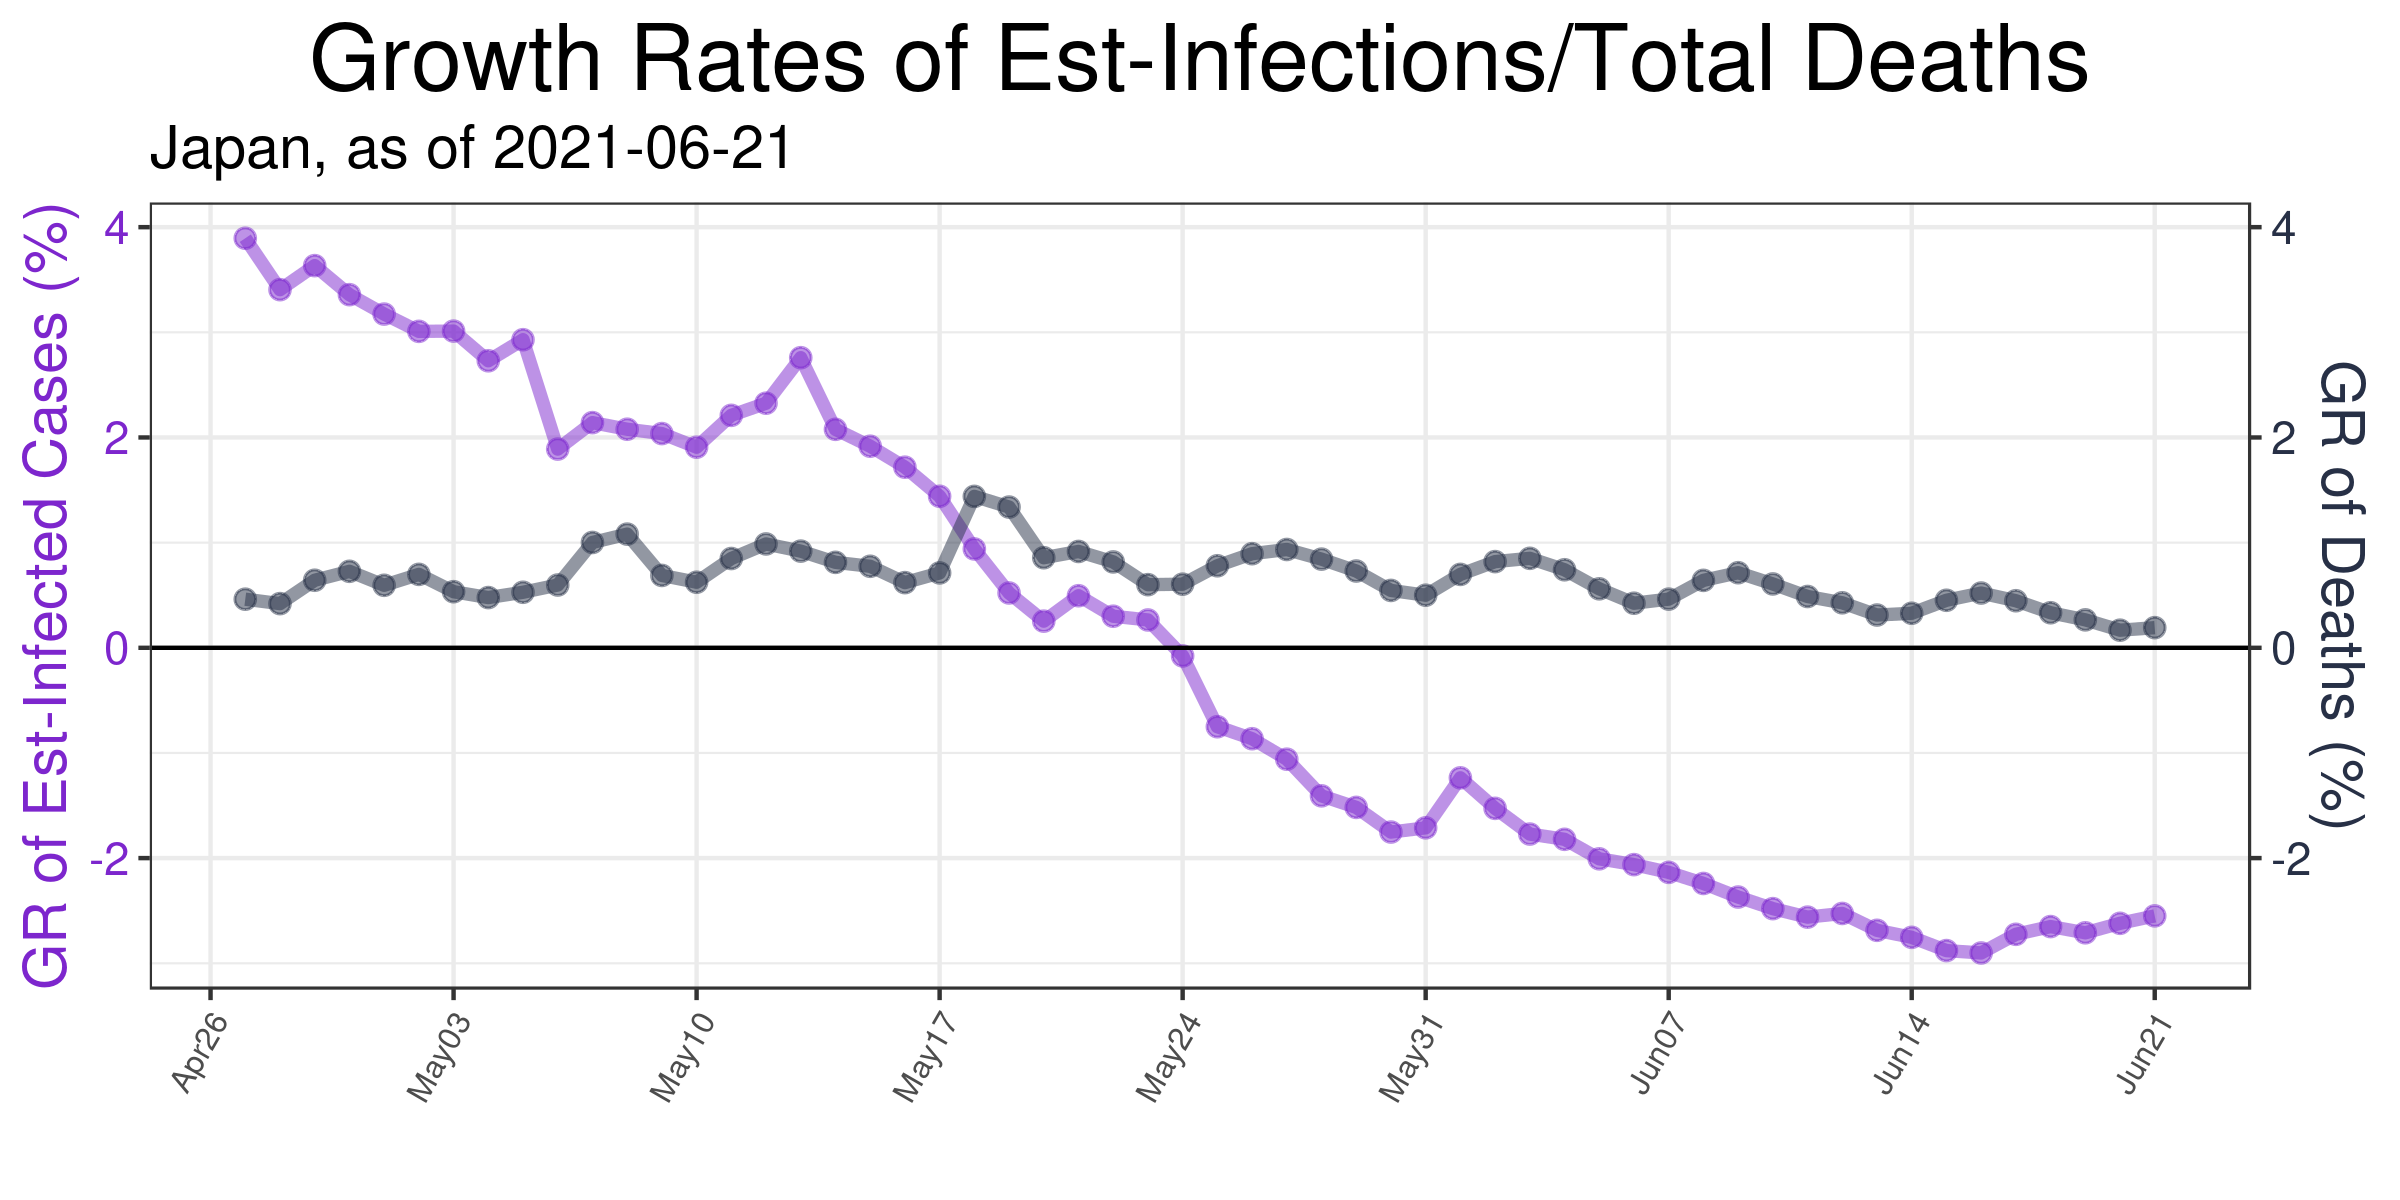 Growth Rates of Est-Infections/Total Deaths
Japan, as of 2021-06-21
GR of Est-Infected Cases (%)
4
2
0
-2
4
2
0
-2
GR of Deaths (%)
Apr26
May03
May10
May17
May24
May31
Jun07
Jun14
Jun21